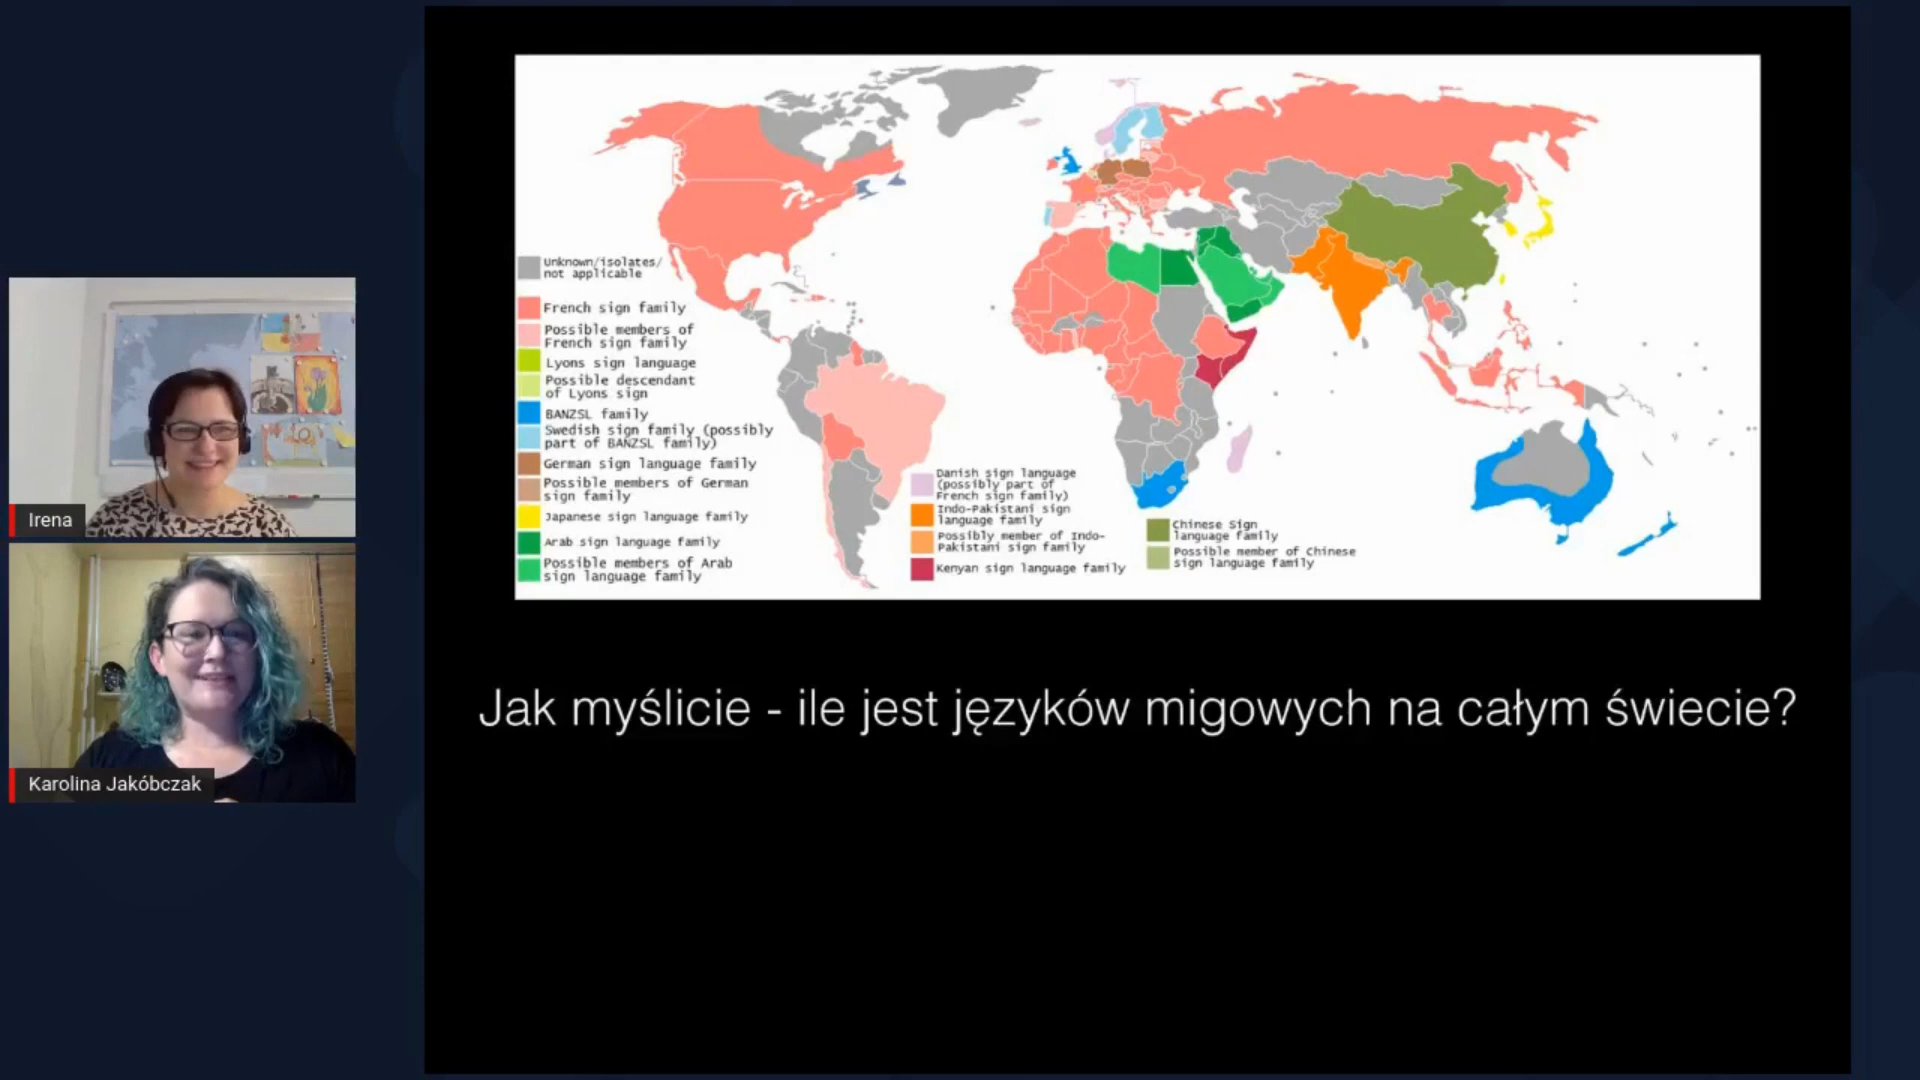 Irena
Karolina Jakóbczak
Unknown/isolates/
not applicable
French sign family
Possible members of
French sign family
Lyons sign language
Possible descendant
of Lyons sign
BANZSL family
Swedish sign family (possibly
part of BANZSL family)
German sign language family
Possible members of German
sign family
Japanese sign language family
Arab sign language family
Possible members of Arab
sign language family
Danish sign language
(possibly part of
French sign family)
Indo-Pakistani sign
language family
Possibly member of Indo-
Pakistani sign family
Kenyan sign language family
Chinese Sign
language family
Possible member of Chinese
sign language family
Jak myślicie - ile jest języków migowych na całym świecie?